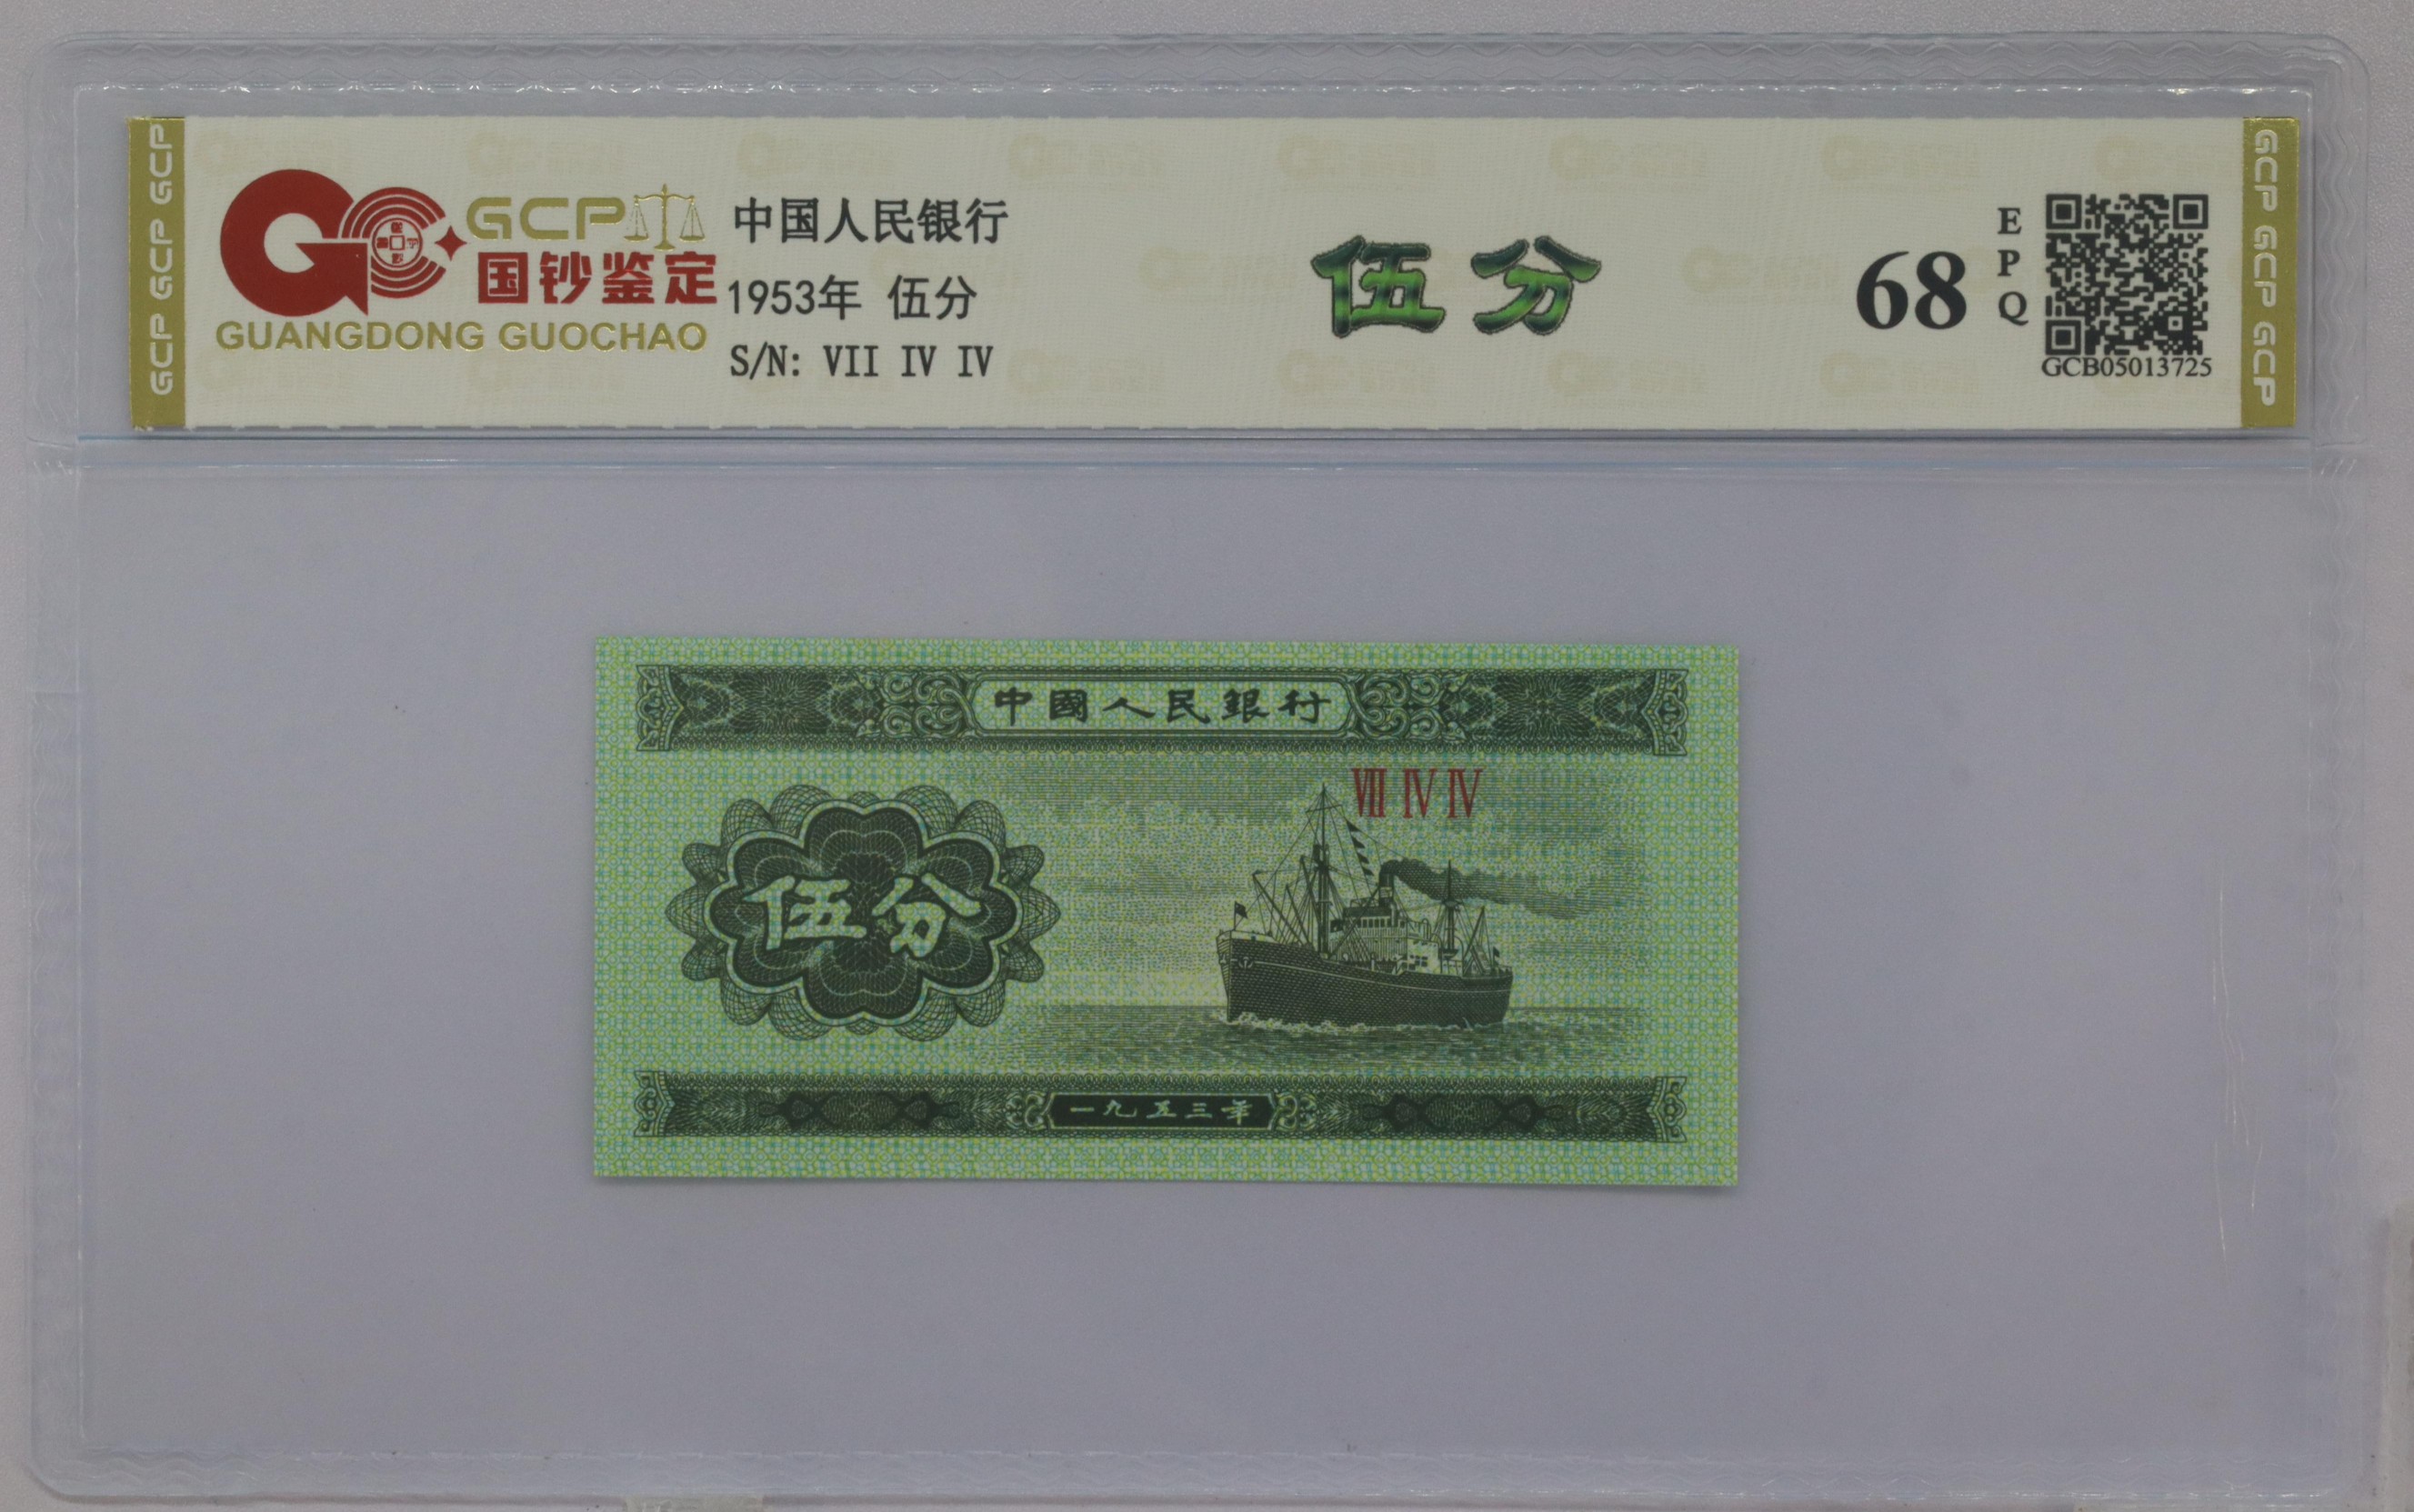 GCP GCP GCP
GCP
国钞鉴定
GUANGDONG GUOCHAO
中国人民银行
1953年 伍分
S/N: VII IV IV
伍分
68
EPQ
GCB05013725
GCP GCP GCP
中國人民銀行
VII IV IV
伍分
一九五三年